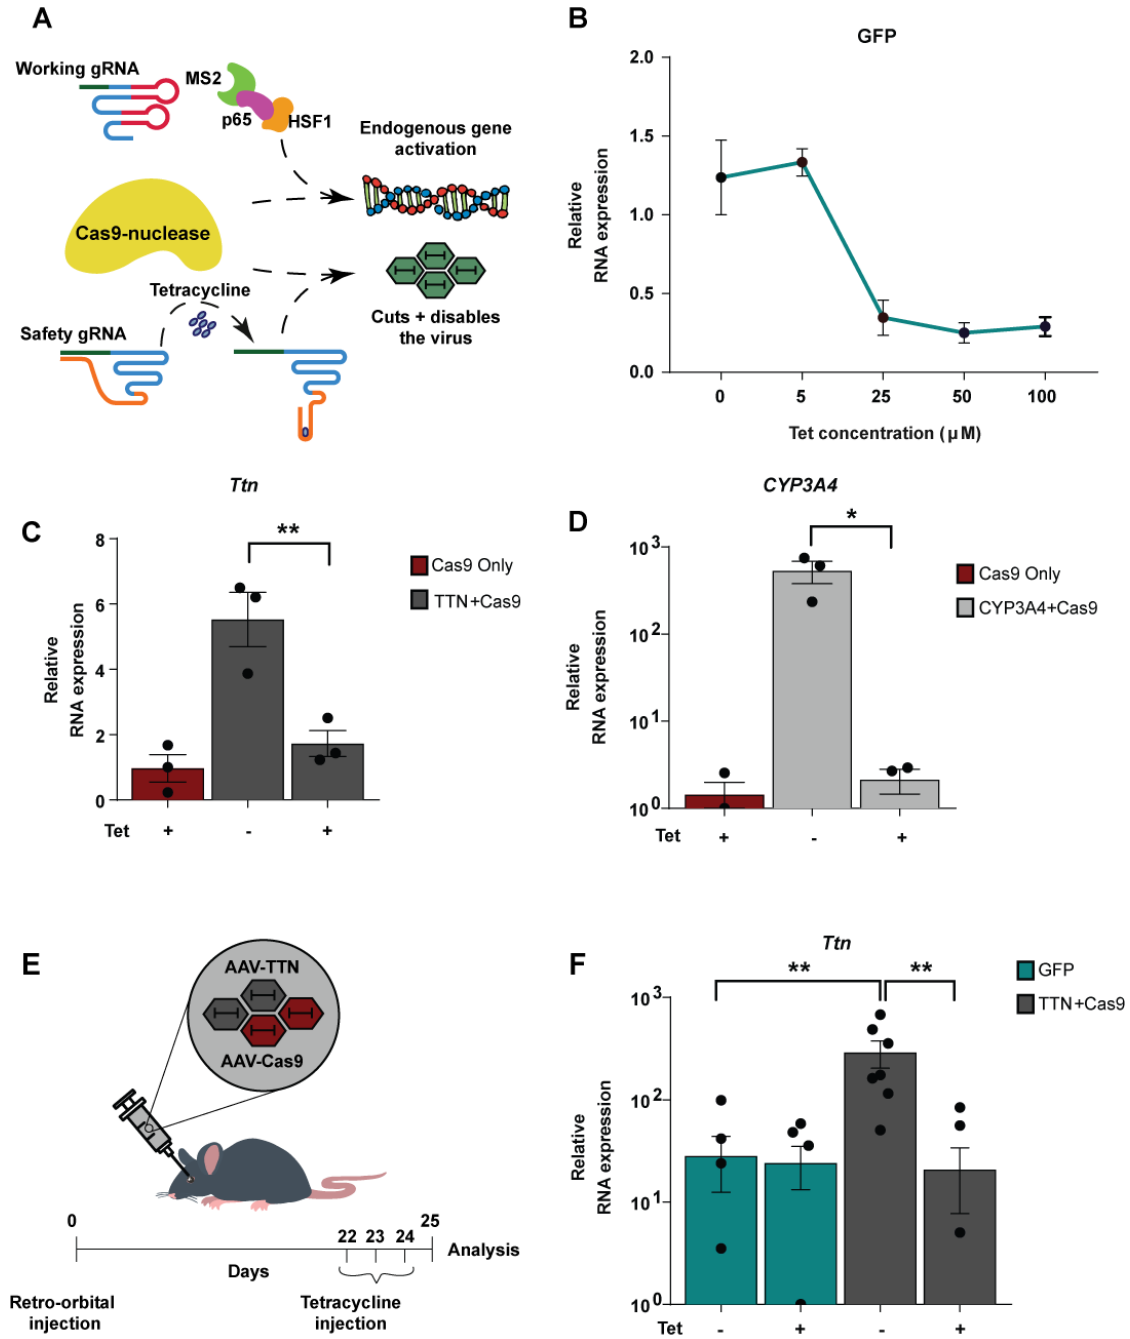 A
Working gRNA
MS2
p65
HSF1
Endogenous gene
activation
Cas9-nuclease
Tetracycline
Safety gRNA
Cuts + disables
the virus
B
GFP
Relative
RNA expression
2.0
1.5
1.0
0.5
0.0
0 5 25 50 100
Tet concentration (µM)
C
Ttn
Relative
RNA expression
8
6
4
2
0
**
Cas9 Only
TTN+Cas9
Tet + - +
D
CYP3A4
Relative
RNA expression
10³
10²
10¹
10⁰
*
Cas9 Only
CYP3A4+Cas9
Tet + - +
E
AAV-TTN
AAV-Cas9
0
22 23 24
25
Days
Analysis
Retro-orbital
injection
Tetracycline
injection
F
Ttn
Relative
RNA expression
10³
10²
10¹
10⁰
** **
GFP
TTN+Cas9
Tet - + - +